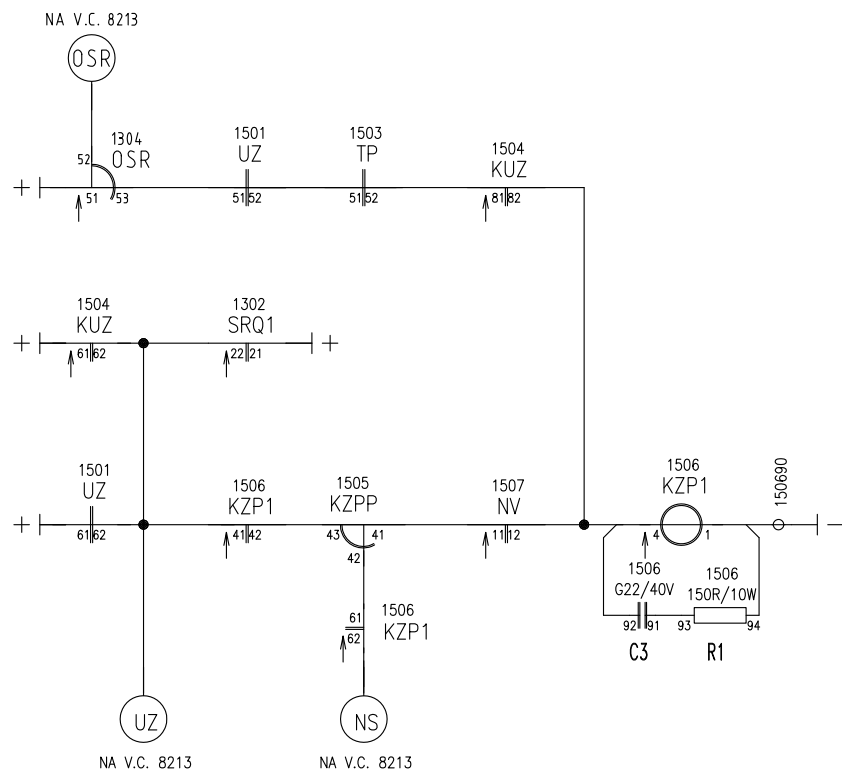 NA V.C. 8213
OSR
1304
OSR
52
51
53
1501
UZ
51 52
1503
TP
51 52
1504
KUZ
81 82
+
1504
KUZ
61 62
1302
SRQ1
22 21
+
+
1501
UZ
61 62
1506
KZP1
41 42
1505
KZPP
43 41
42
1507
NV
11 12
1506
KZP1
4 1
150690
+
-
61
62
1506
KZP1
1506
G22/40V
92 91
C3
1506
150R/10W
93 94
R1
UZ
NA V.C. 8213
NS
NA V.C. 8213